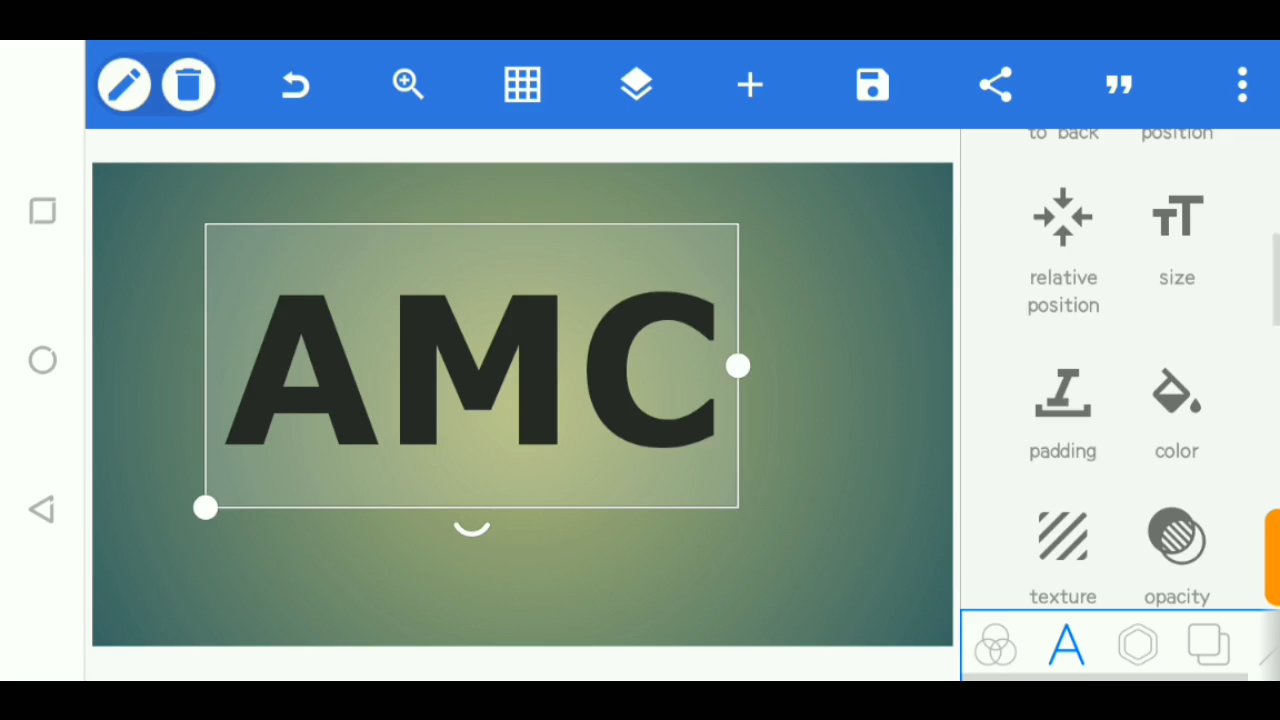 to back
position
AMC
relative
position
size
padding
color
texture
opacity